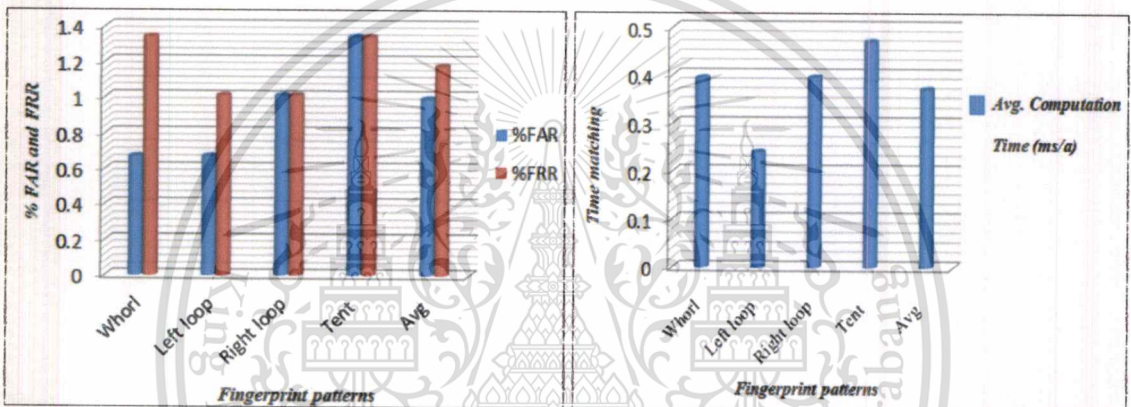 1.4
1.2
1
0.8
0.6
0.4
0.2
0
% FAR and FRR
Whorl
Left loop
Right loop
Tent
Avg
Fingerprint patterns
%FAR
%FRR
0.5
0.4
0.3
0.2
0.1
0
Time matching
Whorl
Left loop
Right loop
Tent
Avg
Fingerprint patterns
Avg. Computation
Time (ms/a)